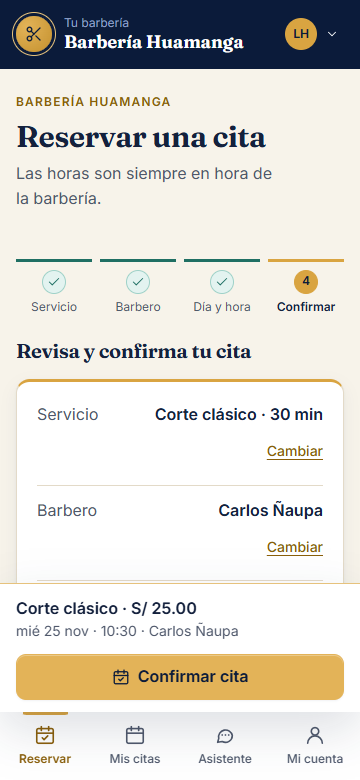 Tu barbería
Barbería Huamanga
LH
BARBERÍA HUAMANGA
Reservar una cita
Las horas son siempre en hora de
la barbería.
Servicio
Barbero
Día y hora
4
Confirmar
Revisa y confirma tu cita
Servicio
Corte clásico · 30 min
Cambiar
Barbero
Carlos Ñaupa
Cambiar
Corte clásico · S/ 25.00
mié 25 nov · 10:30 · Carlos Ñaupa
Confirmar cita
Reservar
Mis citas
Asistente
Mi cuenta